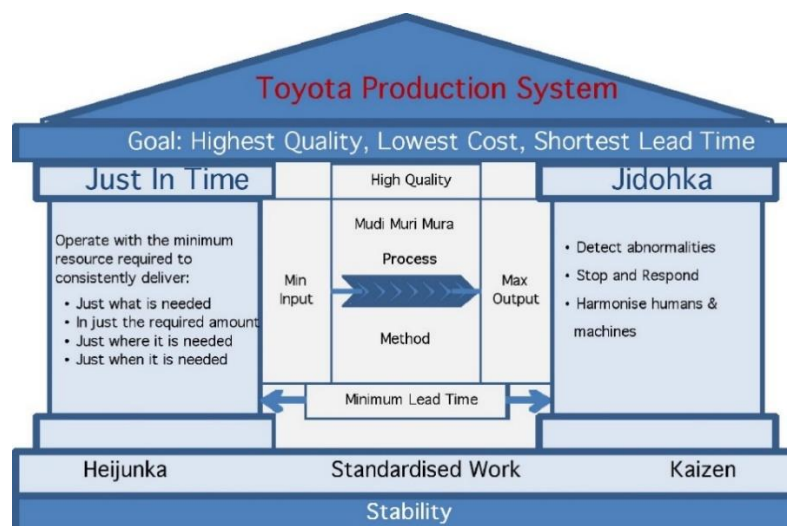 Toyota Production System
Goal: Highest Quality, Lowest Cost, Shortest Lead Time
Just In Time
Operate with the minimum
resource required to
consistently deliver:
• Just what is needed
• In just the required amount
• Just where it is needed
• Just when it is needed
High Quality
Mudi Muri Mura
Process
Min
Input
Max
Output
Method
Minimum Lead Time
Jidohka
• Detect abnormalities
• Stop and Respond
• Harmonise humans &
machines
Heijunka
Standardised Work
Kaizen
Stability